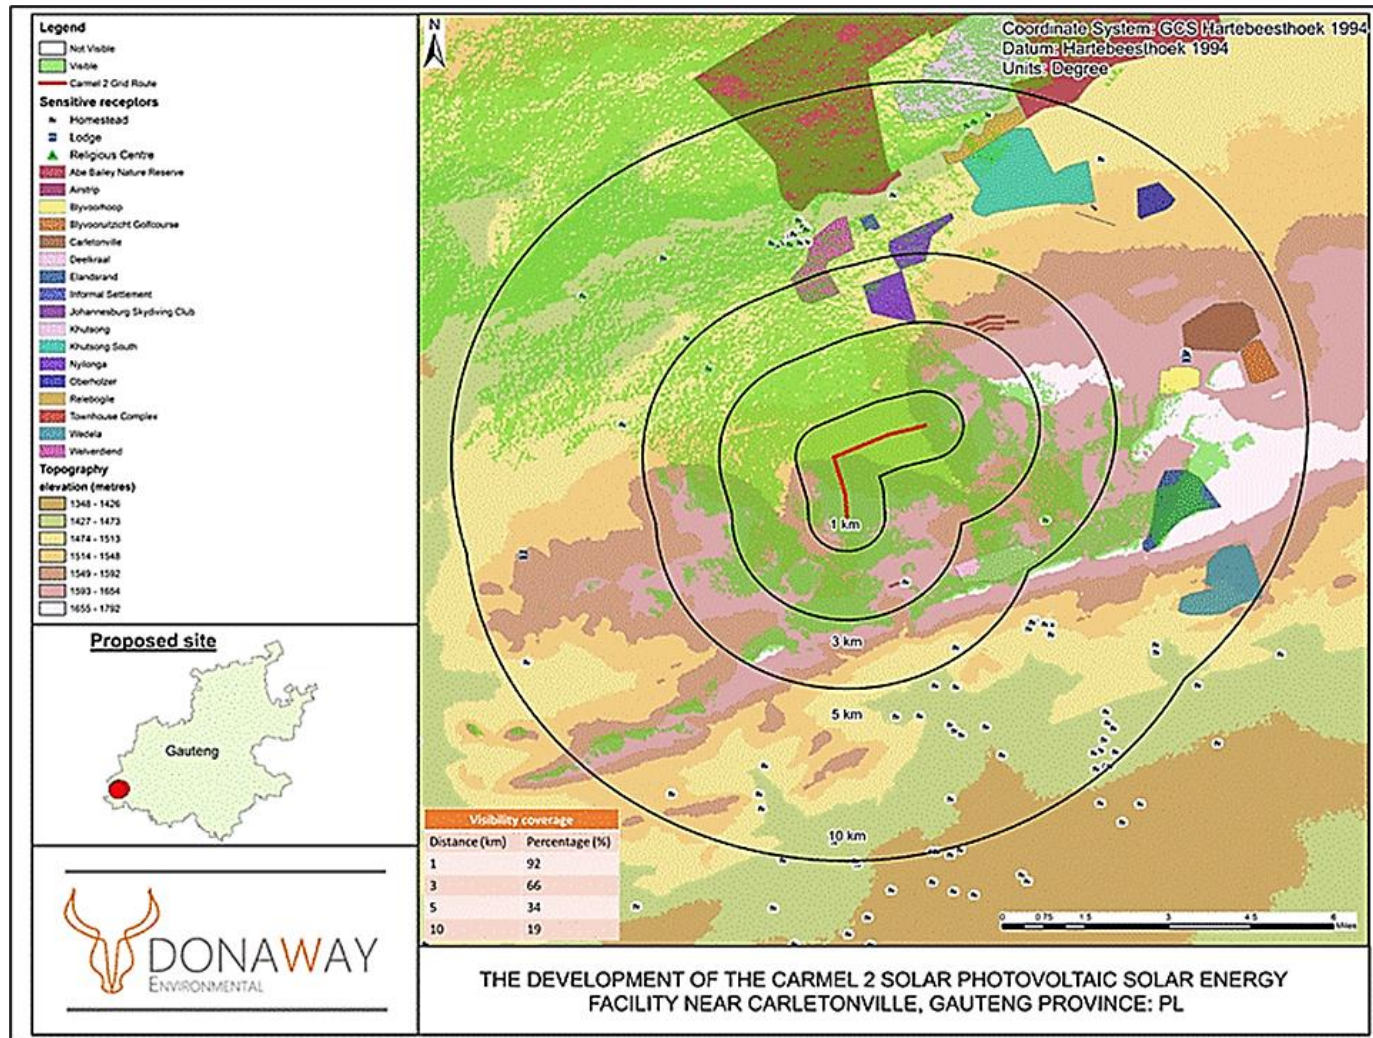 Legend
Not Visible
Visible
Carmel 2 Grid Route
Sensitive receptors
Homestead
Lodge
Religious Centre
Abe Bailey Nature Reserve
Airstrip
Blyvoorhoop
Blyvooruitzicht Golfcourse
Carletonville
Deelkraal
Elandsrand
Informal Settlement
Johannesburg Skydiving Club
Khutsong
Khutsong South
Nyilonga
Oberholzer
Relebogile
Townhouse Complex
Wedela
Welverdiend
Topography
elevation (metres)
1348 - 1426
1427 - 1473
1474 - 1513
1514 - 1548
1549 - 1592
1593 - 1654
1655 - 1792
Proposed site
Gauteng
DONAWAY
ENVIRONMENTAL
N
Coordinate System: GCS Hartebeesthoek 1994
Datum: Hartebeesthoek 1994
Units: Degree
1 km
3 km
5 km
10 km
Visibility coverage
Distance (km) Percentage (%)
1 92
3 66
5 34
10 19
0 0.75 1.5 3 4.5 6
Miles
THE DEVELOPMENT OF THE CARMEL 2 SOLAR PHOTOVOLTAIC SOLAR ENERGY
FACILITY NEAR CARLETONVILLE, GAUTENG PROVINCE: PL